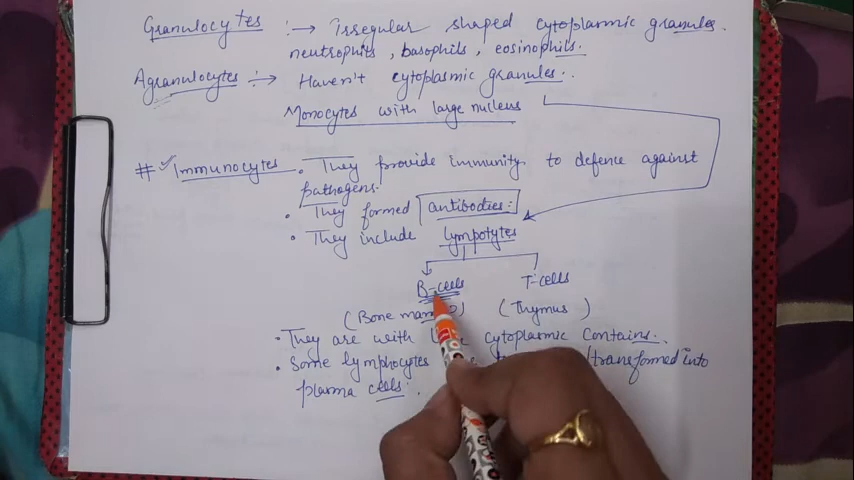 Granulocytes :→ Irregular shaped cytoplasmic granules.
neutrophils, basophils, eosinophils.
Agranulocytes :→ Haven't cytoplasmic granules.
Monocytes with large nucleus
# ✓Immunocytes . They provide immunity to defence against
pathogens.
• They formed antibodies:
• They include lympotytes
B-cells T-cells
(Bone (Thymus )
• They are with cytoplasmic contains.
• Some lymphocytes transformed into
plasma cells.